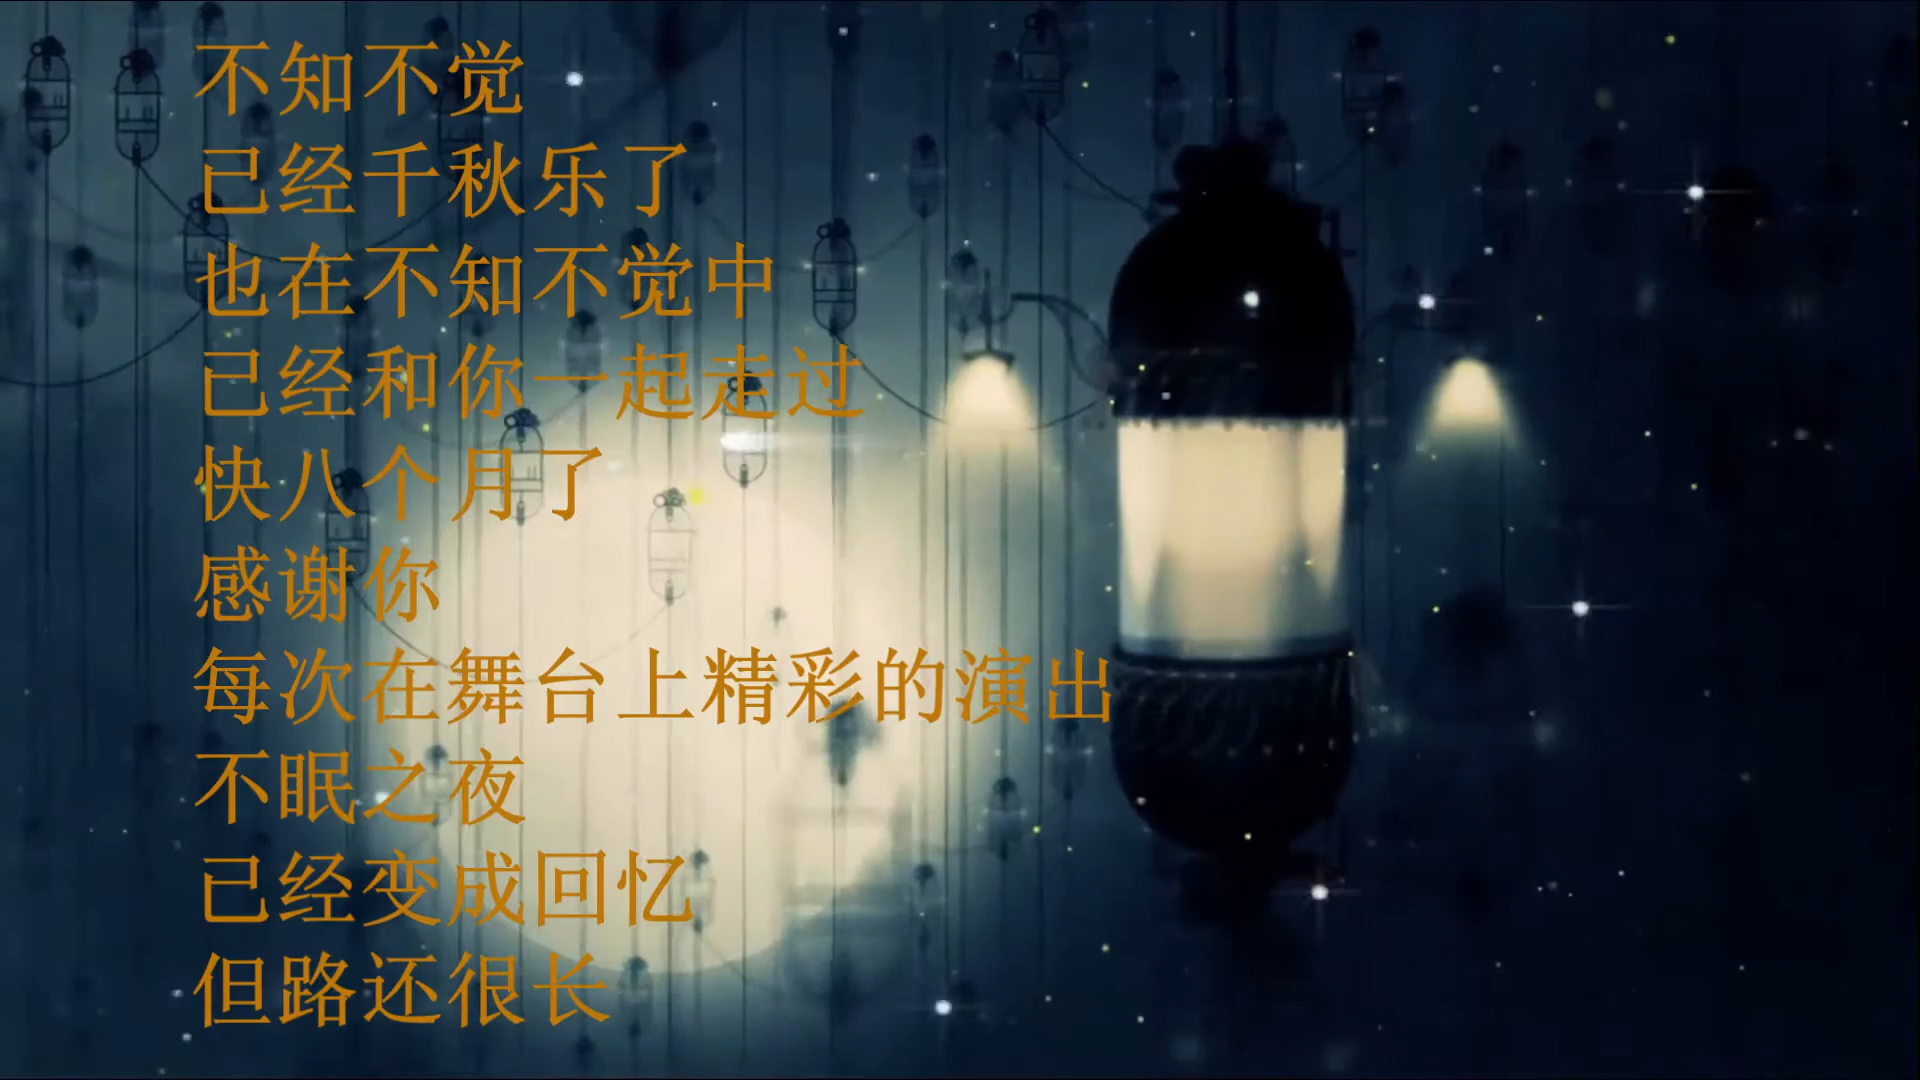 不知不觉
已经千秋乐了
也在不知不觉中
已经和你一起走过
快八个月了
感谢你
每次在舞台上精彩的演出
不眠之夜
已经变成回忆
但路还很长